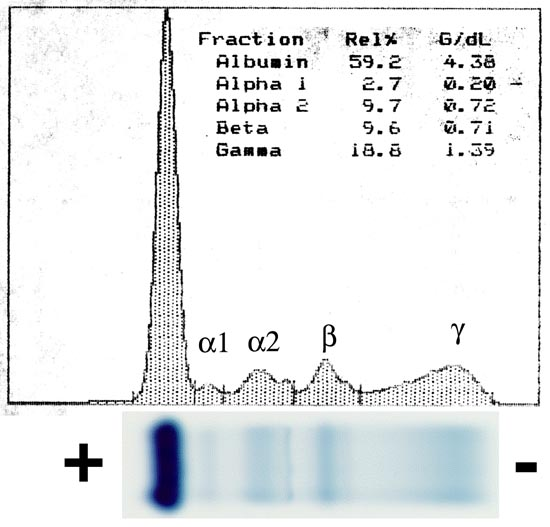 Fraction Rel% G/dL
Albumin 59.2 4.38
Alpha 1 2.7 0.20 -
Alpha 2 9.7 0.72
Beta 9.6 0.71
Gamma 18.8 1.39
α1 α2 β γ
+ -